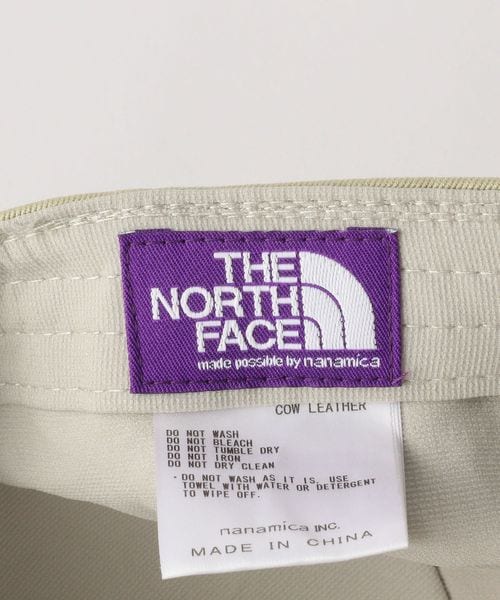 THE
NORTH
FACE
made possible by nanamica
COW LEATHER
DO NOT WASH
DO NOT BLEACH
DO NOT TUMBLE DRY
DO NOT IRON
DO NOT DRY CLEAN
· DO NOT WASH AS IT IS. USE
TOWEL WITH WATER OR DETERGENT
TO WIPE OFF.
nanamica INC.
MADE IN CHINA